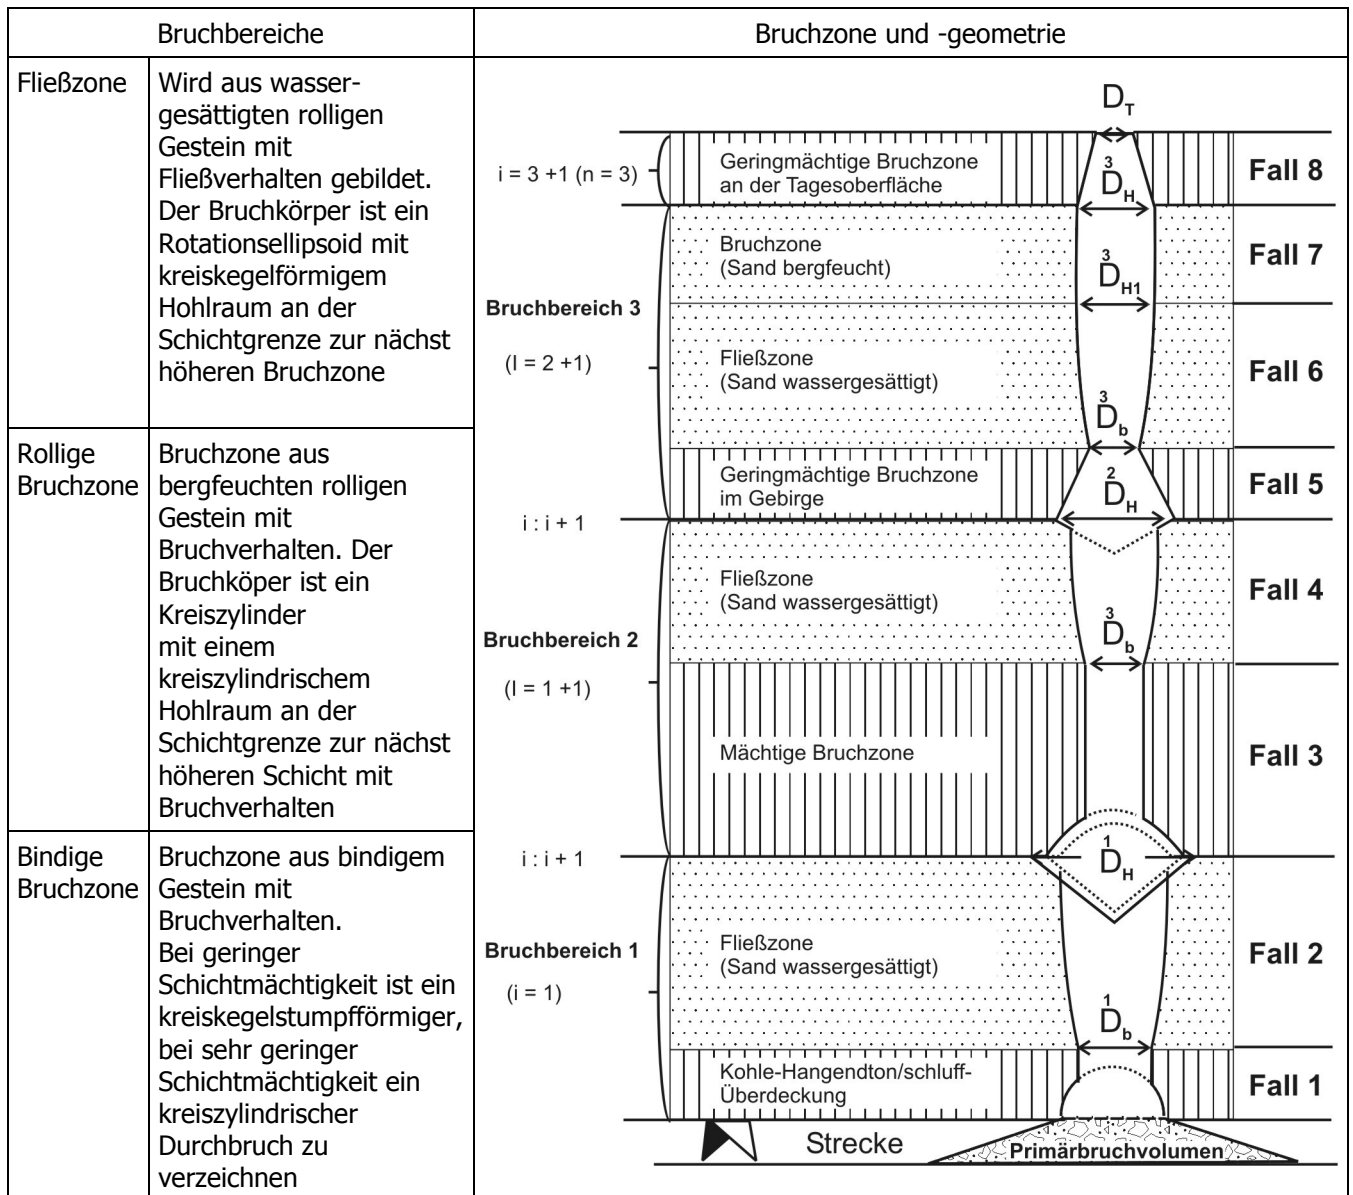 Bruchbereiche
Bruchzone und -geometrie
Fließzone
Wird aus wasser-
gesättigten rolligen
Gestein mit
Fließverhalten gebildet.
Der Bruchkörper ist ein
Rotationsellipsoid mit
kreiskegelförmigem
Hohlraum an der
Schichtgrenze zur nächst
höheren Bruchzone
Rollige
Bruchzone
Bruchzone aus
bergfeuchten rolligen
Gestein mit
Bruchverhalten. Der
Bruchköper ist ein
Kreiszylinder
mit einem
kreiszylindrischem
Hohlraum an der
Schichtgrenze zur nächst
höheren Schicht mit
Bruchverhalten
Bindige
Bruchzone
Bruchzone aus bindigem
Gestein mit
Bruchverhalten.
Bei geringer
Schichtmächtigkeit ist ein
kreiskegelstumpfförmiger,
bei sehr geringer
Schichtmächtigkeit ein
kreiszylindrischer
Durchbruch zu
verzeichnen
D_T
i = 3 +1 (n = 3)
Geringmächtige Bruchzone
an der Tagesoberfläche
3
D_H
Fall 8
Bruchzone
(Sand bergfeucht)
3
D_H1
Fall 7
Bruchbereich 3
(I = 2 +1)
Fließzone
(Sand wassergesättigt)
3
D_b
Fall 6
Geringmächtige Bruchzone
im Gebirge
2
D_H
Fall 5
i : i + 1
Fließzone
(Sand wassergesättigt)
3
D_b
Fall 4
Bruchbereich 2
(I = 1 +1)
Mächtige Bruchzone
Fall 3
i : i + 1
1
D_H
Bruchbereich 1
(i = 1)
Fließzone
(Sand wassergesättigt)
1
D_b
Fall 2
Kohle-Hangendton/schluff-
Überdeckung
Fall 1
Strecke
Primärbruchvolumen